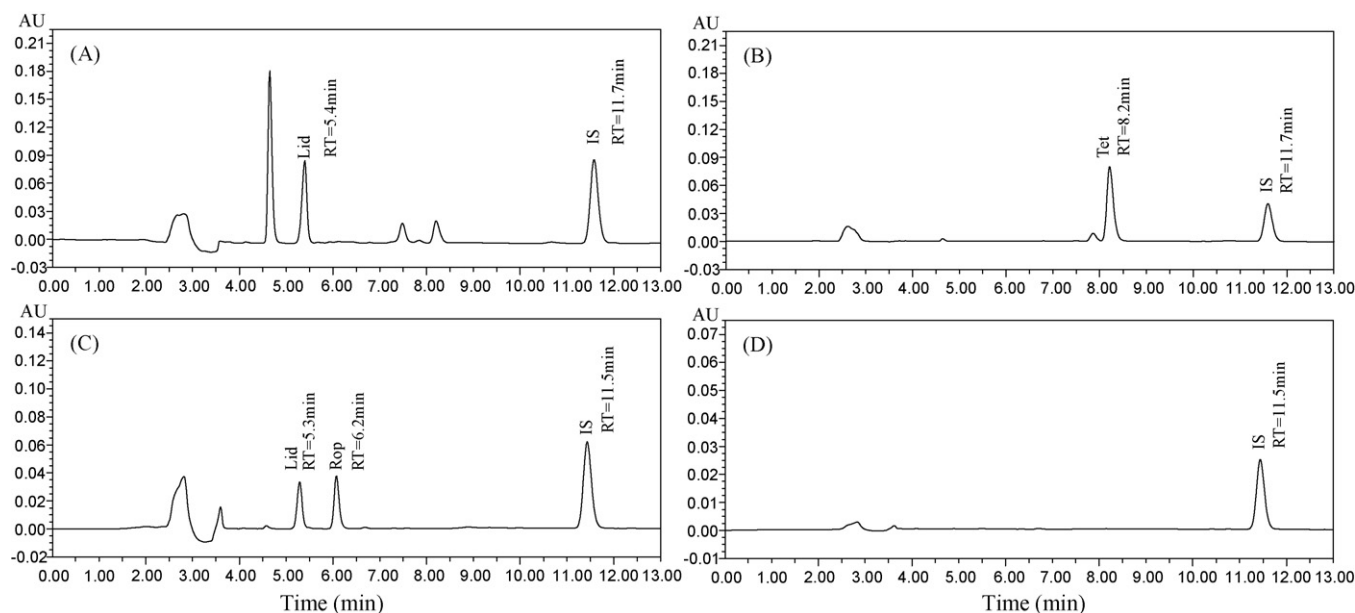 AU
(A)
0.21
0.18
0.15
0.12
0.09
0.06
0.03
0.00
-0.03
Lid
RT=5.4min
IS
RT=11.7min
0.00 1.00 2.00 3.00 4.00 5.00 6.00 7.00 8.00 9.00 10.00 11.00 12.00 13.00
AU
(B)
0.21
0.18
0.15
0.12
0.09
0.06
0.03
0.00
-0.03
Tet
RT=8.2min
IS
RT=11.7min
0.00 1.00 2.00 3.00 4.00 5.00 6.00 7.00 8.00 9.00 10.00 11.00 12.00 13.00
AU
(C)
0.14
0.12
0.10
0.08
0.06
0.04
0.02
0.00
-0.02
Lid
RT=5.3min
Rop
RT=6.2min
IS
RT=11.5min
0.00 1.00 2.00 3.00 4.00 5.00 6.00 7.00 8.00 9.00 10.00 11.00 12.00 13.00
Time (min)
AU
(D)
0.07
0.06
0.05
0.04
0.03
0.02
0.01
0.00
-0.01
IS
RT=11.5min
0.00 1.00 2.00 3.00 4.00 5.00 6.00 7.00 8.00 9.00 10.00 11.00 12.00 13.00
Time (min)